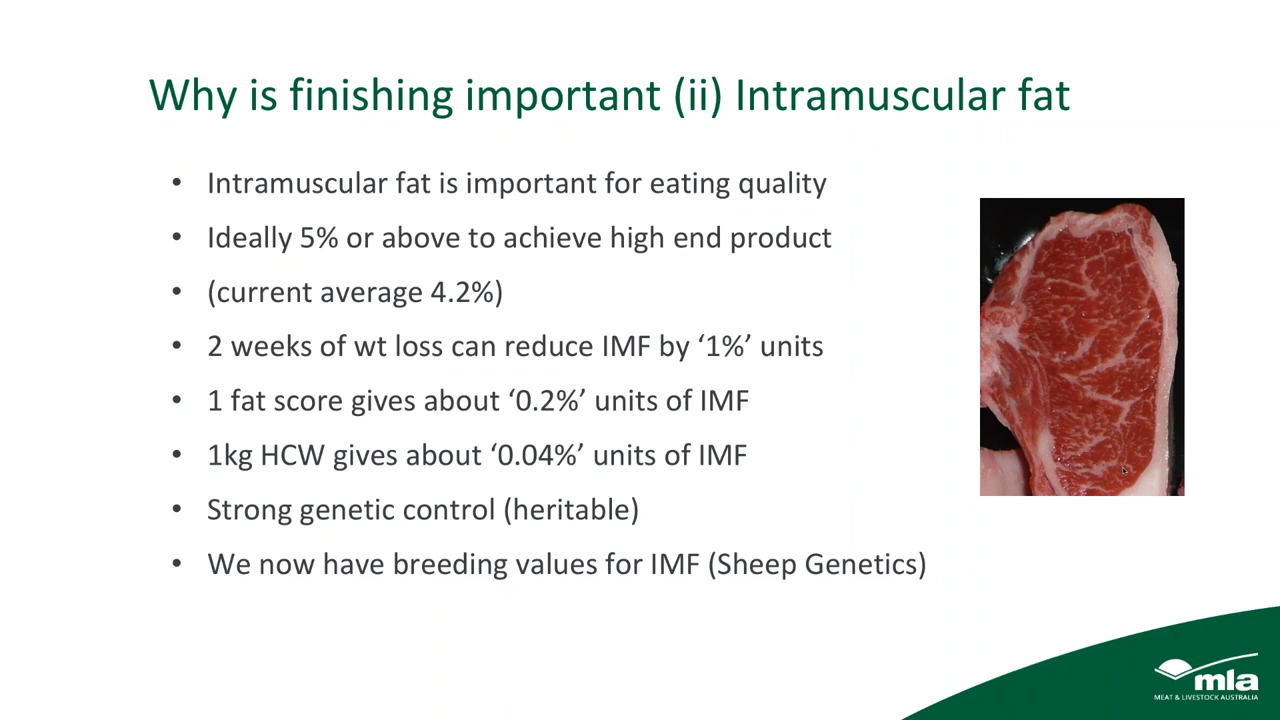 Why is finishing important (ii) Intramuscular fat
• Intramuscular fat is important for eating quality
• Ideally 5% or above to achieve high end product
• (current average 4.2%)
• 2 weeks of wt loss can reduce IMF by ‘1%’ units
• 1 fat score gives about ‘0.2%’ units of IMF
• 1kg HCW gives about ‘0.04%’ units of IMF
• Strong genetic control (heritable)
• We now have breeding values for IMF (Sheep Genetics)
mla
MEAT & LIVESTOCK AUSTRALIA